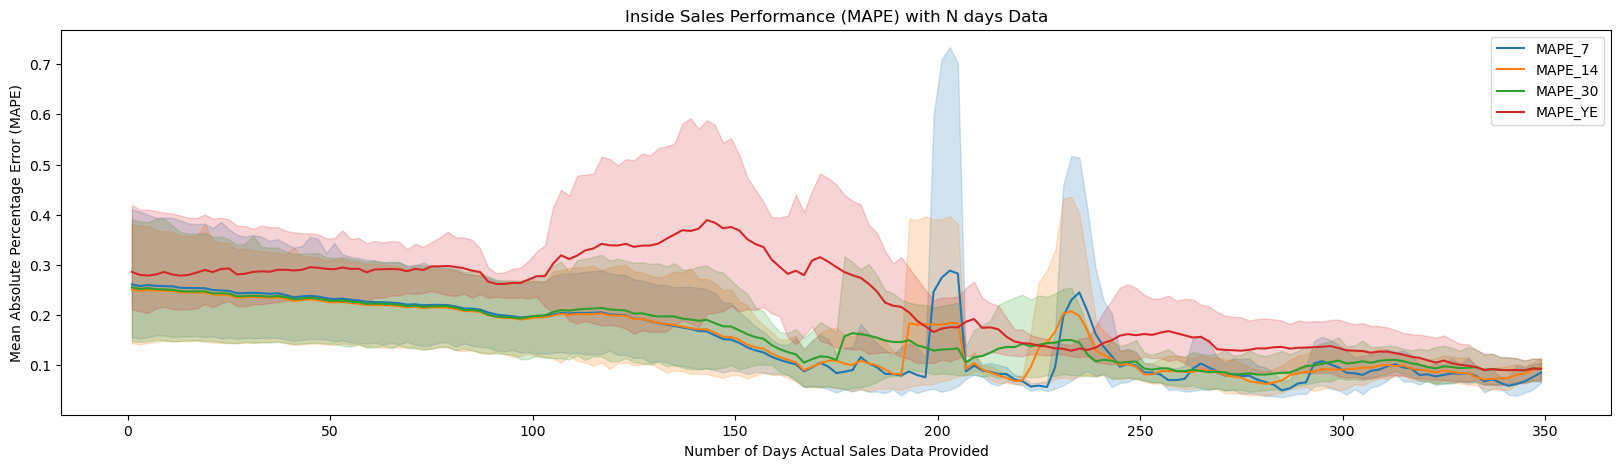 Inside Sales Performance (MAPE) with N days Data
MAPE_7
MAPE_14
MAPE_30
MAPE_YE
Mean Absolute Percentage Error (MAPE)
0.7
0.6
0.5
0.4
0.3
0.2
0.1
0 50 100 150 200 250 300 350
Number of Days Actual Sales Data Provided